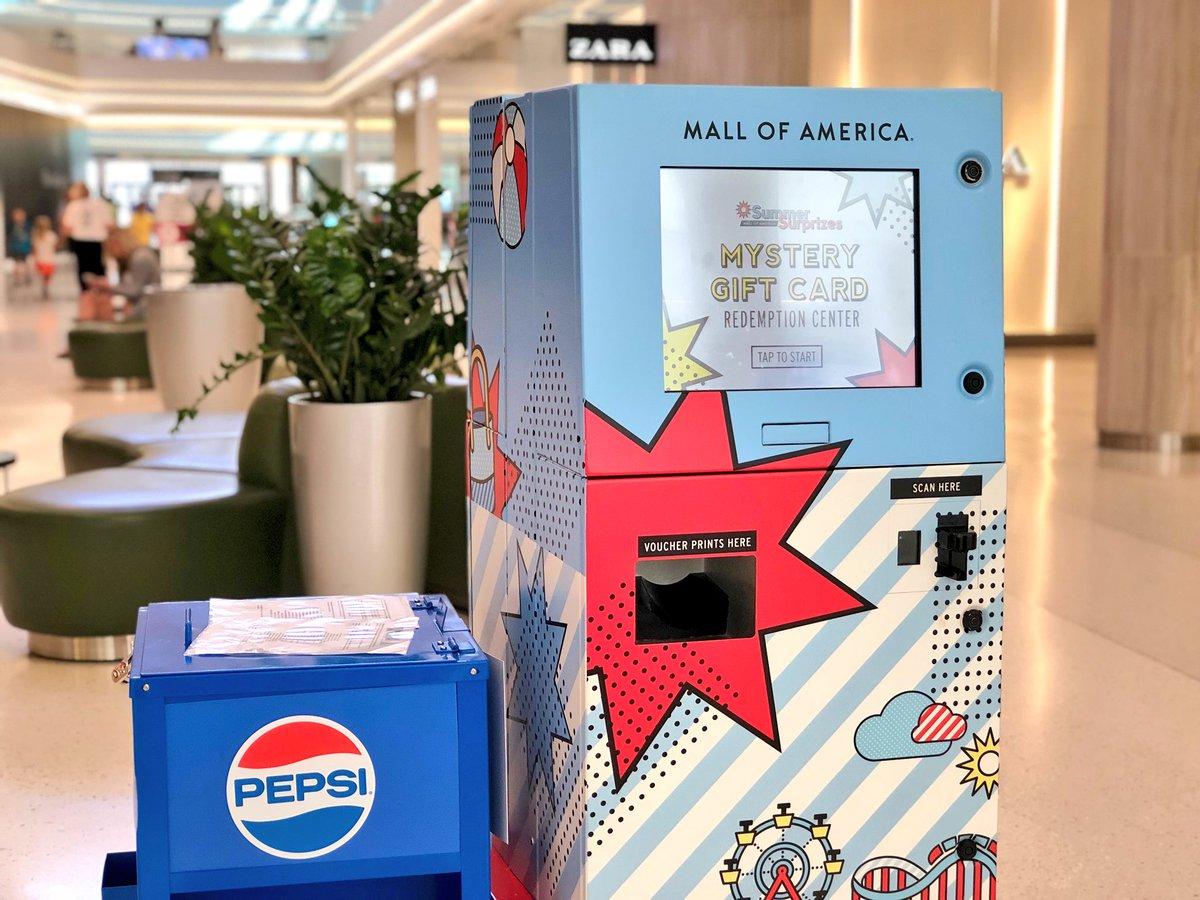 ZARA
MALL OF AMERICA
Summer
Surprizes
MYSTERY
GIFT CARD
REDEMPTION CENTER
TAP TO START
SCAN HERE
VOUCHER PRINTS HERE
PEPSI